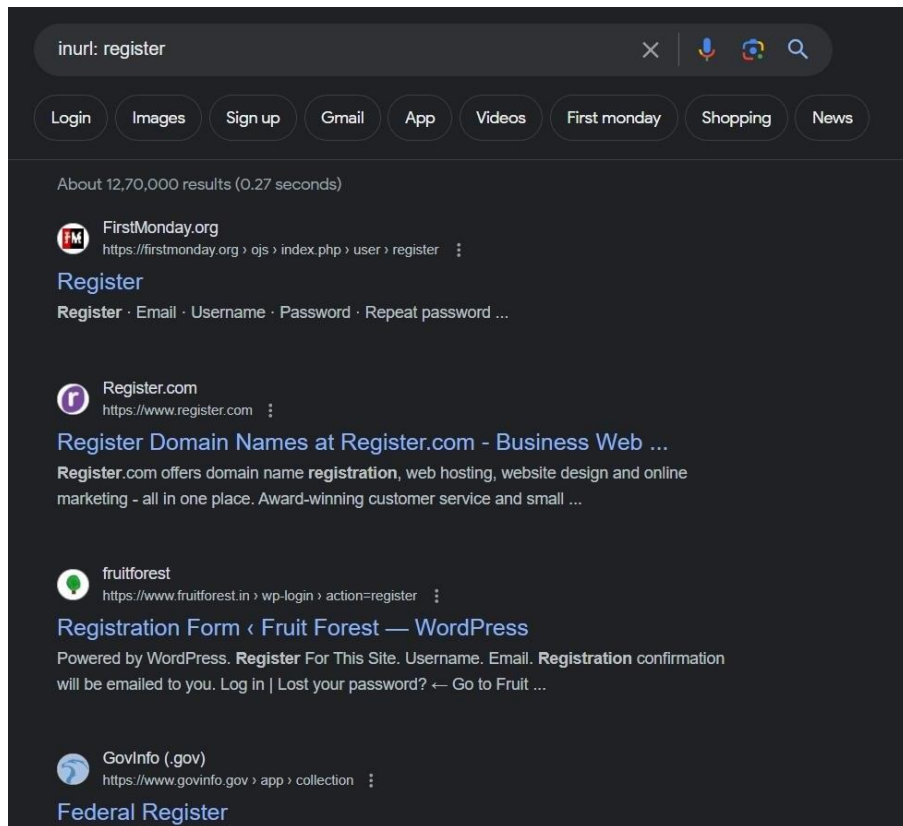 inurl: register
Login Images Sign up Gmail App Videos First monday Shopping News
About 12,70,000 results (0.27 seconds)
FM
FirstMonday.org
https://firstmonday.org › ojs › index.php › user › register
Register
Register · Email · Username · Password · Repeat password ...
r
Register.com
https://www.register.com
Register Domain Names at Register.com - Business Web ...
Register.com offers domain name registration, web hosting, website design and online
marketing - all in one place. Award-winning customer service and small ...
fruitforest
https://www.fruitforest.in › wp-login › action=register
Registration Form ‹ Fruit Forest — WordPress
Powered by WordPress. Register For This Site. Username. Email. Registration confirmation
will be emailed to you. Log in | Lost your password? ← Go to Fruit ...
GovInfo (.gov)
https://www.govinfo.gov › app › collection
Federal Register